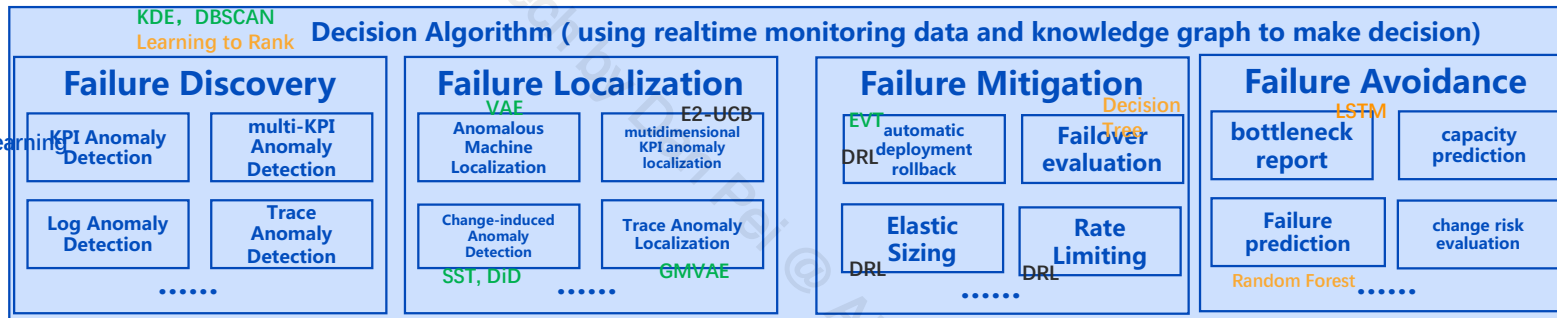 KDE，DBSCAN
Learning to Rank
Decision Algorithm ( using realtime monitoring data and knowledge graph to make decision)
Failure Discovery
KPI Anomaly
Detection
multi-KPI
Anomaly
Detection
Log Anomaly
Detection
Trace
Anomaly
Detection
......
Failure Localization
VAE
Anomalous
Machine
Localization
E2-UCB
mutidimensional
KPI anomaly
localization
Change-induced
Anomaly
Detection
SST, DiD
Trace Anomaly
Localization
GMVAE
......
Failure Mitigation
EVT
DRL
automatic
deployment
rollback
Decision
Tree
Failover
evaluation
Elastic
Sizing
DRL
Rate
Limiting
DRL
......
Failure Avoidance
LSTM
bottleneck
report
capacity
prediction
Failure
prediction
Random Forest
change risk
evaluation
......